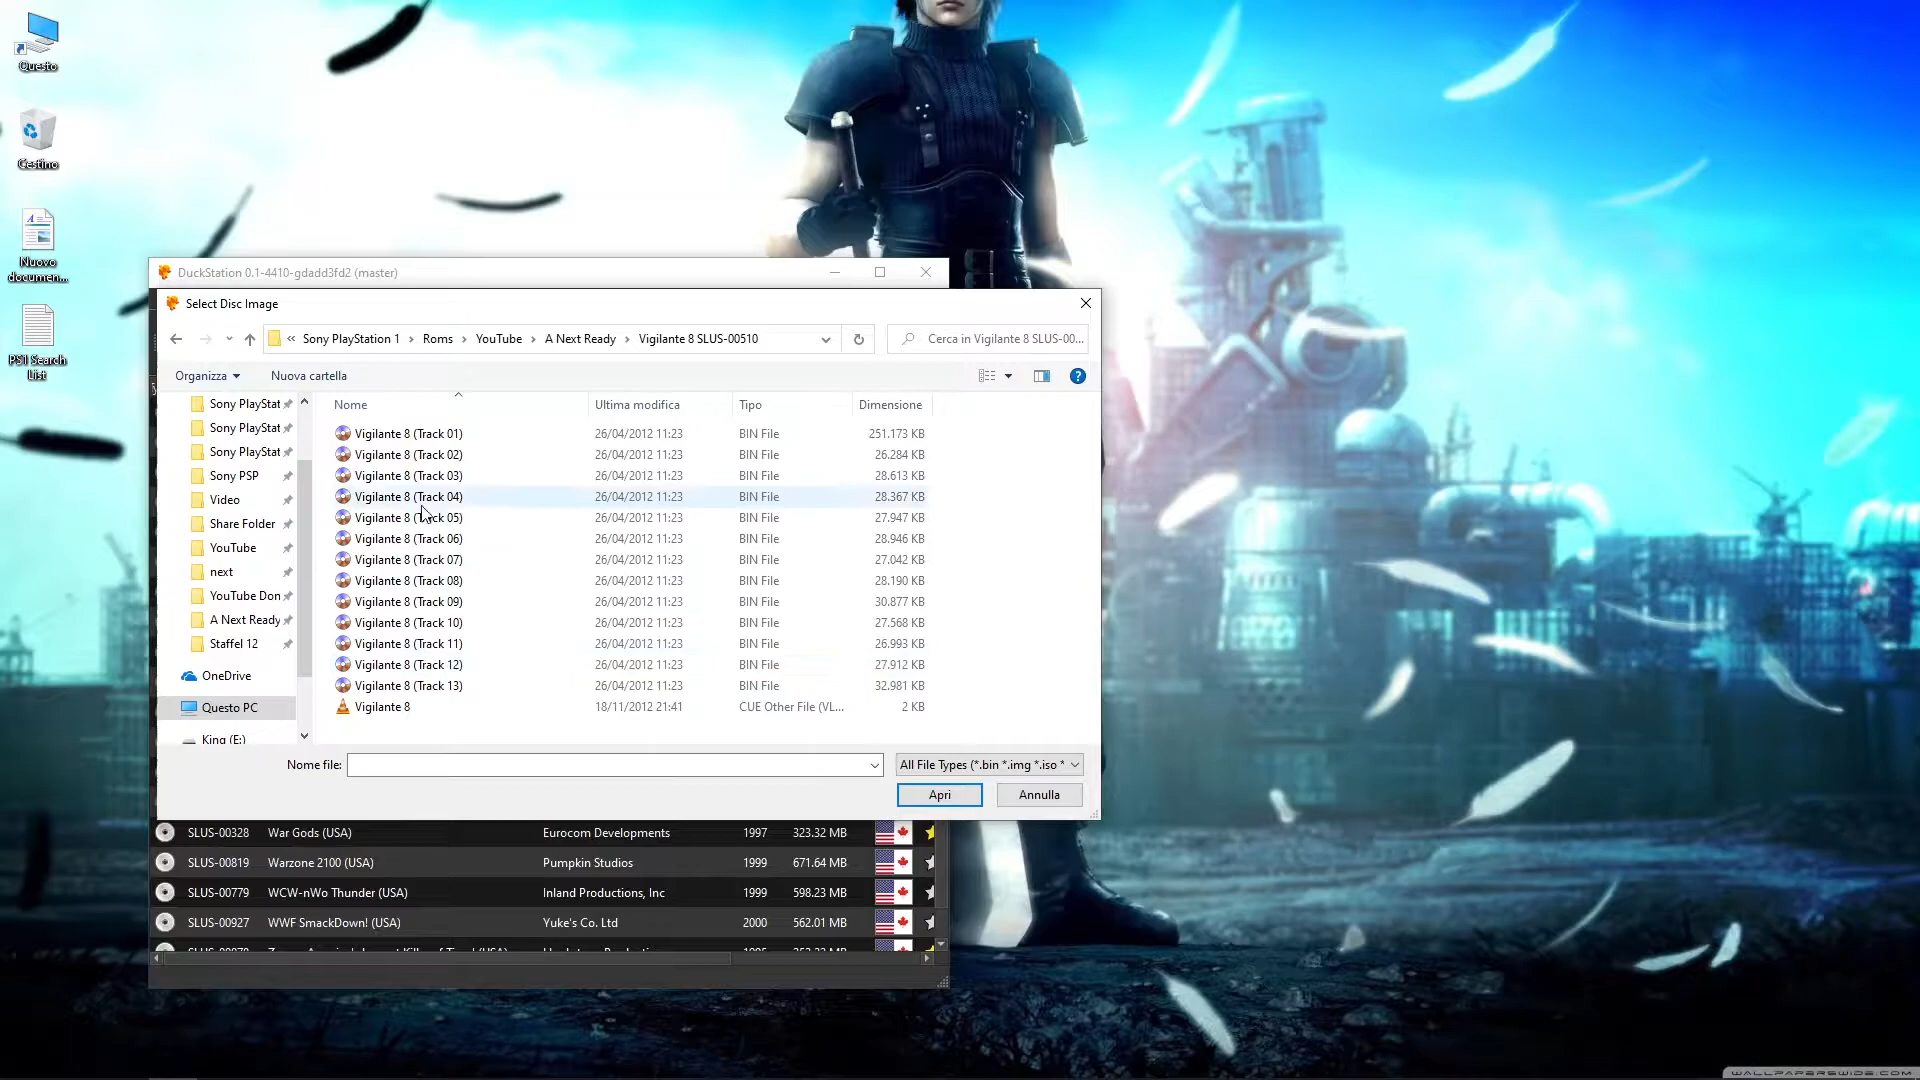 Questo
Cestino
Nuovo
documen...
PS1 Search
List
DuckStation 0.1-4410-gdadd3fd2 (master)
Select Disc Image
« Sony PlayStation 1 › Roms › YouTube › A Next Ready › Vigilante 8 SLUS-00510
Cerca in Vigilante 8 SLUS-00...
Organizza
Nuova cartella
Sony PlayStat
Sony PlayStat
Sony PlayStat
Sony PSP
Video
Share Folder
YouTube
next
YouTube Don
A Next Ready
Staffel 12
OneDrive
Questo PC
King (E:)
Nome Ultima modifica Tipo Dimensione
Vigilante 8 (Track 01) 26/04/2012 11:23 BIN File 251.173 KB
Vigilante 8 (Track 02) 26/04/2012 11:23 BIN File 26.284 KB
Vigilante 8 (Track 03) 26/04/2012 11:23 BIN File 28.613 KB
Vigilante 8 (Track 04) 26/04/2012 11:23 BIN File 28.367 KB
Vigilante 8 (Track 05) 26/04/2012 11:23 BIN File 27.947 KB
Vigilante 8 (Track 06) 26/04/2012 11:23 BIN File 28.946 KB
Vigilante 8 (Track 07) 26/04/2012 11:23 BIN File 27.042 KB
Vigilante 8 (Track 08) 26/04/2012 11:23 BIN File 28.190 KB
Vigilante 8 (Track 09) 26/04/2012 11:23 BIN File 30.877 KB
Vigilante 8 (Track 10) 26/04/2012 11:23 BIN File 27.568 KB
Vigilante 8 (Track 11) 26/04/2012 11:23 BIN File 26.993 KB
Vigilante 8 (Track 12) 26/04/2012 11:23 BIN File 27.912 KB
Vigilante 8 (Track 13) 26/04/2012 11:23 BIN File 32.981 KB
Vigilante 8 18/11/2012 21:41 CUE Other File (VL... 2 KB
Nome file:
All File Types (*.bin *.img *.iso *
Apri
Annulla
SLUS-00328 War Gods (USA) Eurocom Developments 1997 323.32 MB
SLUS-00819 Warzone 2100 (USA) Pumpkin Studios 1999 671.64 MB
SLUS-00779 WCW-nWo Thunder (USA) Inland Productions, Inc 1999 598.23 MB
SLUS-00927 WWF SmackDown! (USA) Yuke's Co. Ltd 2000 562.01 MB
WALLPAPERSWIDE.COM